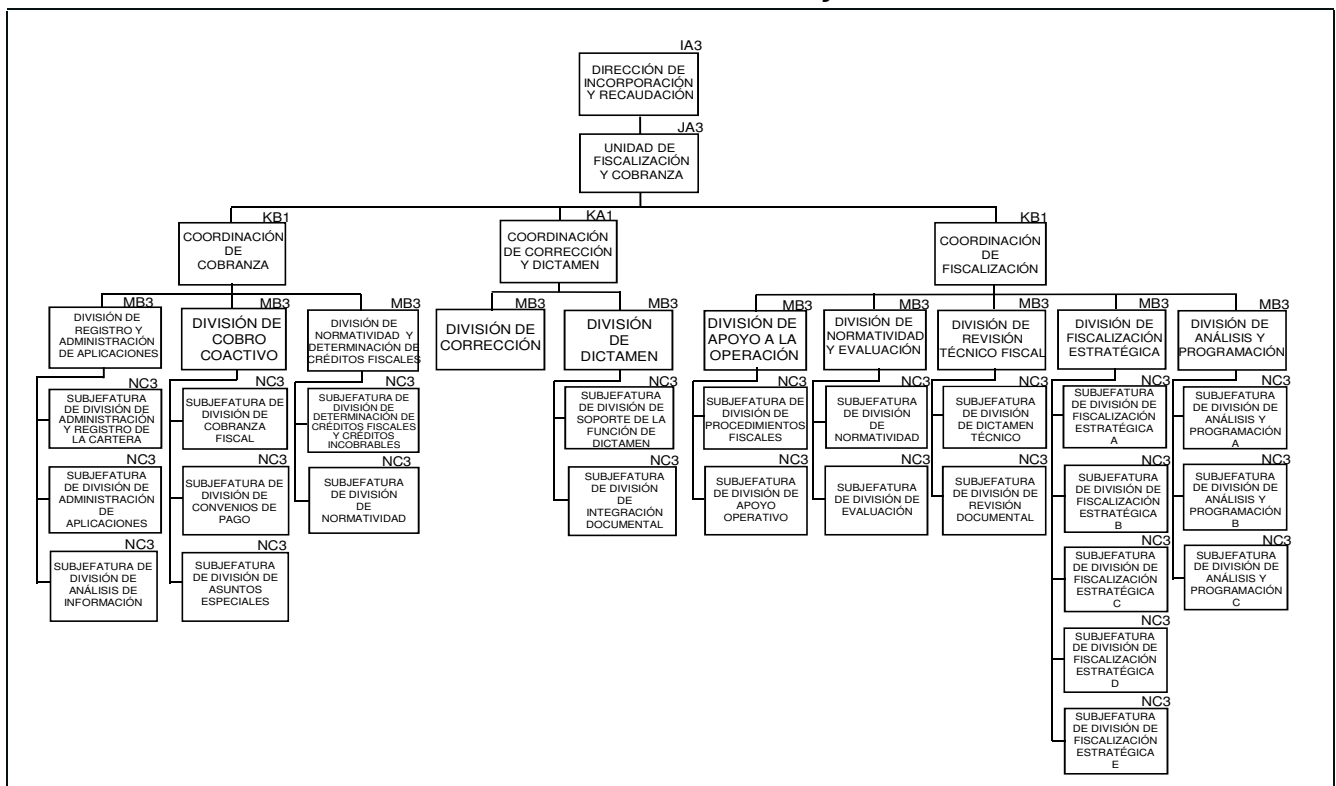 IA3
DIRECCIÓN DE
INCORPORACIÓN
Y RECAUDACIÓN
JA3
UNIDAD DE
FISCALIZACIÓN
Y COBRANZA
KB1
COORDINACIÓN
DE
COBRANZA
KA1
COORDINACIÓN
DE CORRECCIÓN
Y DICTAMEN
KB1
COORDINACIÓN
DE
FISCALIZACIÓN
MB3
DIVISIÓN DE
REGISTRO Y
ADMINISTRACIÓN
DE APLICACIONES
MB3
DIVISIÓN DE
COBRO
COACTIVO
MB3
DIVISIÓN DE
NORMATIVIDAD Y
DETERMINACIÓN DE
CRÉDITOS FISCALES
MB3
DIVISIÓN DE
CORRECCIÓN
MB3
DIVISIÓN
DE
DICTAMEN
MB3
DIVISIÓN DE
APOYO A LA
OPERACIÓN
MB3
DIVISIÓN DE
NORMATIVIDAD
Y EVALUACIÓN
MB3
DIVISIÓN DE
REVISIÓN
TÉCNICO FISCAL
MB3
DIVISIÓN DE
FISCALIZACIÓN
ESTRATÉGICA
MB3
DIVISIÓN DE
ANÁLISIS Y
PROGRAMACIÓN
NC3
SUBJEFATURA
DE DIVISIÓN DE
ADMINISTRACIÓN
Y REGISTRO DE
LA CARTERA
NC3
SUBJEFATURA DE
DIVISIÓN DE
COBRANZA
FISCAL
NC3
SUBJEFATURA DE
DIVISIÓN DE
DETERMINACIÓN DE
CRÉDITOS FISCALES
Y CRÉDITOS
INCOBRABLES
NC3
SUBJEFATURA
DE DIVISIÓN DE
SOPORTE DE LA
FUNCIÓN DE
DICTAMEN
NC3
SUBJEFATURA DE
DIVISIÓN DE
PROCEDIMIENTOS
FISCALES
NC3
SUBJEFATURA
DE DIVISIÓN
DE
NORMATIVIDAD
NC3
SUBJEFATURA
DE DIVISIÓN
DE DICTAMEN
TÉCNICO
NC3
SUBJEFATURA
DE DIVISIÓN DE
FISCALIZACIÓN
ESTRATÉGICA
A
NC3
SUBJEFATURA
DE DIVISIÓN DE
ANÁLISIS Y
PROGRAMACIÓN
A
NC3
SUBJEFATURA
DE DIVISIÓN
DE
ADMINISTRACIÓN
DE
APLICACIONES
NC3
SUBJEFATURA DE
DIVISIÓN DE
CONVENIOS DE
PAGO
NC3
SUBJEFATURA
DE DIVISIÓN
DE
NORMATIVIDAD
NC3
SUBJEFATURA
DE DIVISIÓN
DE
INTEGRACIÓN
DOCUMENTAL
NC3
SUBJEFATURA
DE DIVISIÓN DE
APOYO
OPERATIVO
NC3
SUBJEFATURA
DE DIVISIÓN DE
EVALUACIÓN
NC3
SUBJEFATURA
DE DIVISIÓN DE
REVISIÓN
DOCUMENTAL
NC3
SUBJEFATURA
DE DIVISIÓN DE
FISCALIZACIÓN
ESTRATÉGICA
B
NC3
SUBJEFATURA
DE DIVISIÓN DE
ANÁLISIS Y
PROGRAMACIÓN
B
NC3
SUBJEFATURA DE
DIVISIÓN DE
ANÁLISIS DE
INFORMACIÓN
NC3
SUBJEFATURA
DE DIVISIÓN DE
ASUNTOS
ESPECIALES
NC3
SUBJEFATURA
DE DIVISIÓN DE
FISCALIZACIÓN
ESTRATÉGICA
C
NC3
SUBJEFATURA
DE DIVISIÓN DE
ANÁLISIS Y
PROGRAMACIÓN
C
NC3
SUBJEFATURA
DE DIVISIÓN DE
FISCALIZACIÓN
ESTRATÉGICA
D
NC3
SUBJEFATURA
DE DIVISIÓN DE
FISCALIZACIÓN
ESTRATÉGICA
E